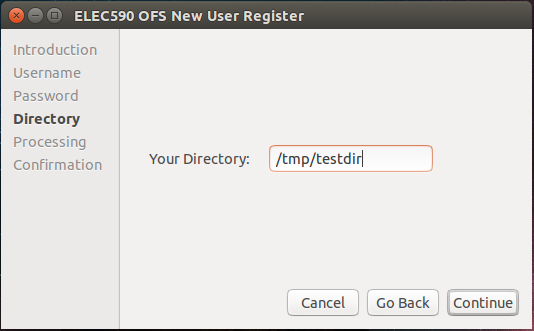 ELEC590 OFS New User Register
Introduction
Username
Password
Directory
Processing
Confirmation
Your Directory: /tmp/testdir
Cancel Go Back Continue